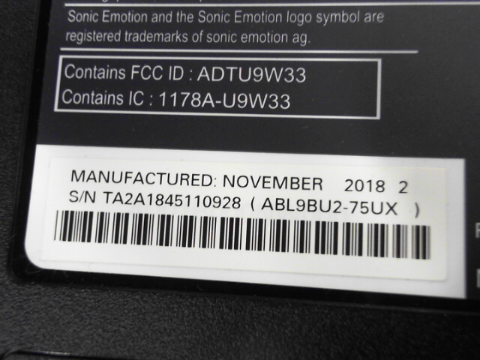 Sonic Emotion and the Sonic Emotion logo symbol are
registered trademarks of sonic emotion ag.
Contains FCC ID : ADTU9W33
Contains IC : 1178A-U9W33
MANUFACTURED: NOVEMBER 2018 2
S/N TA2A1845110928 ( ABL9BU2-75UX )